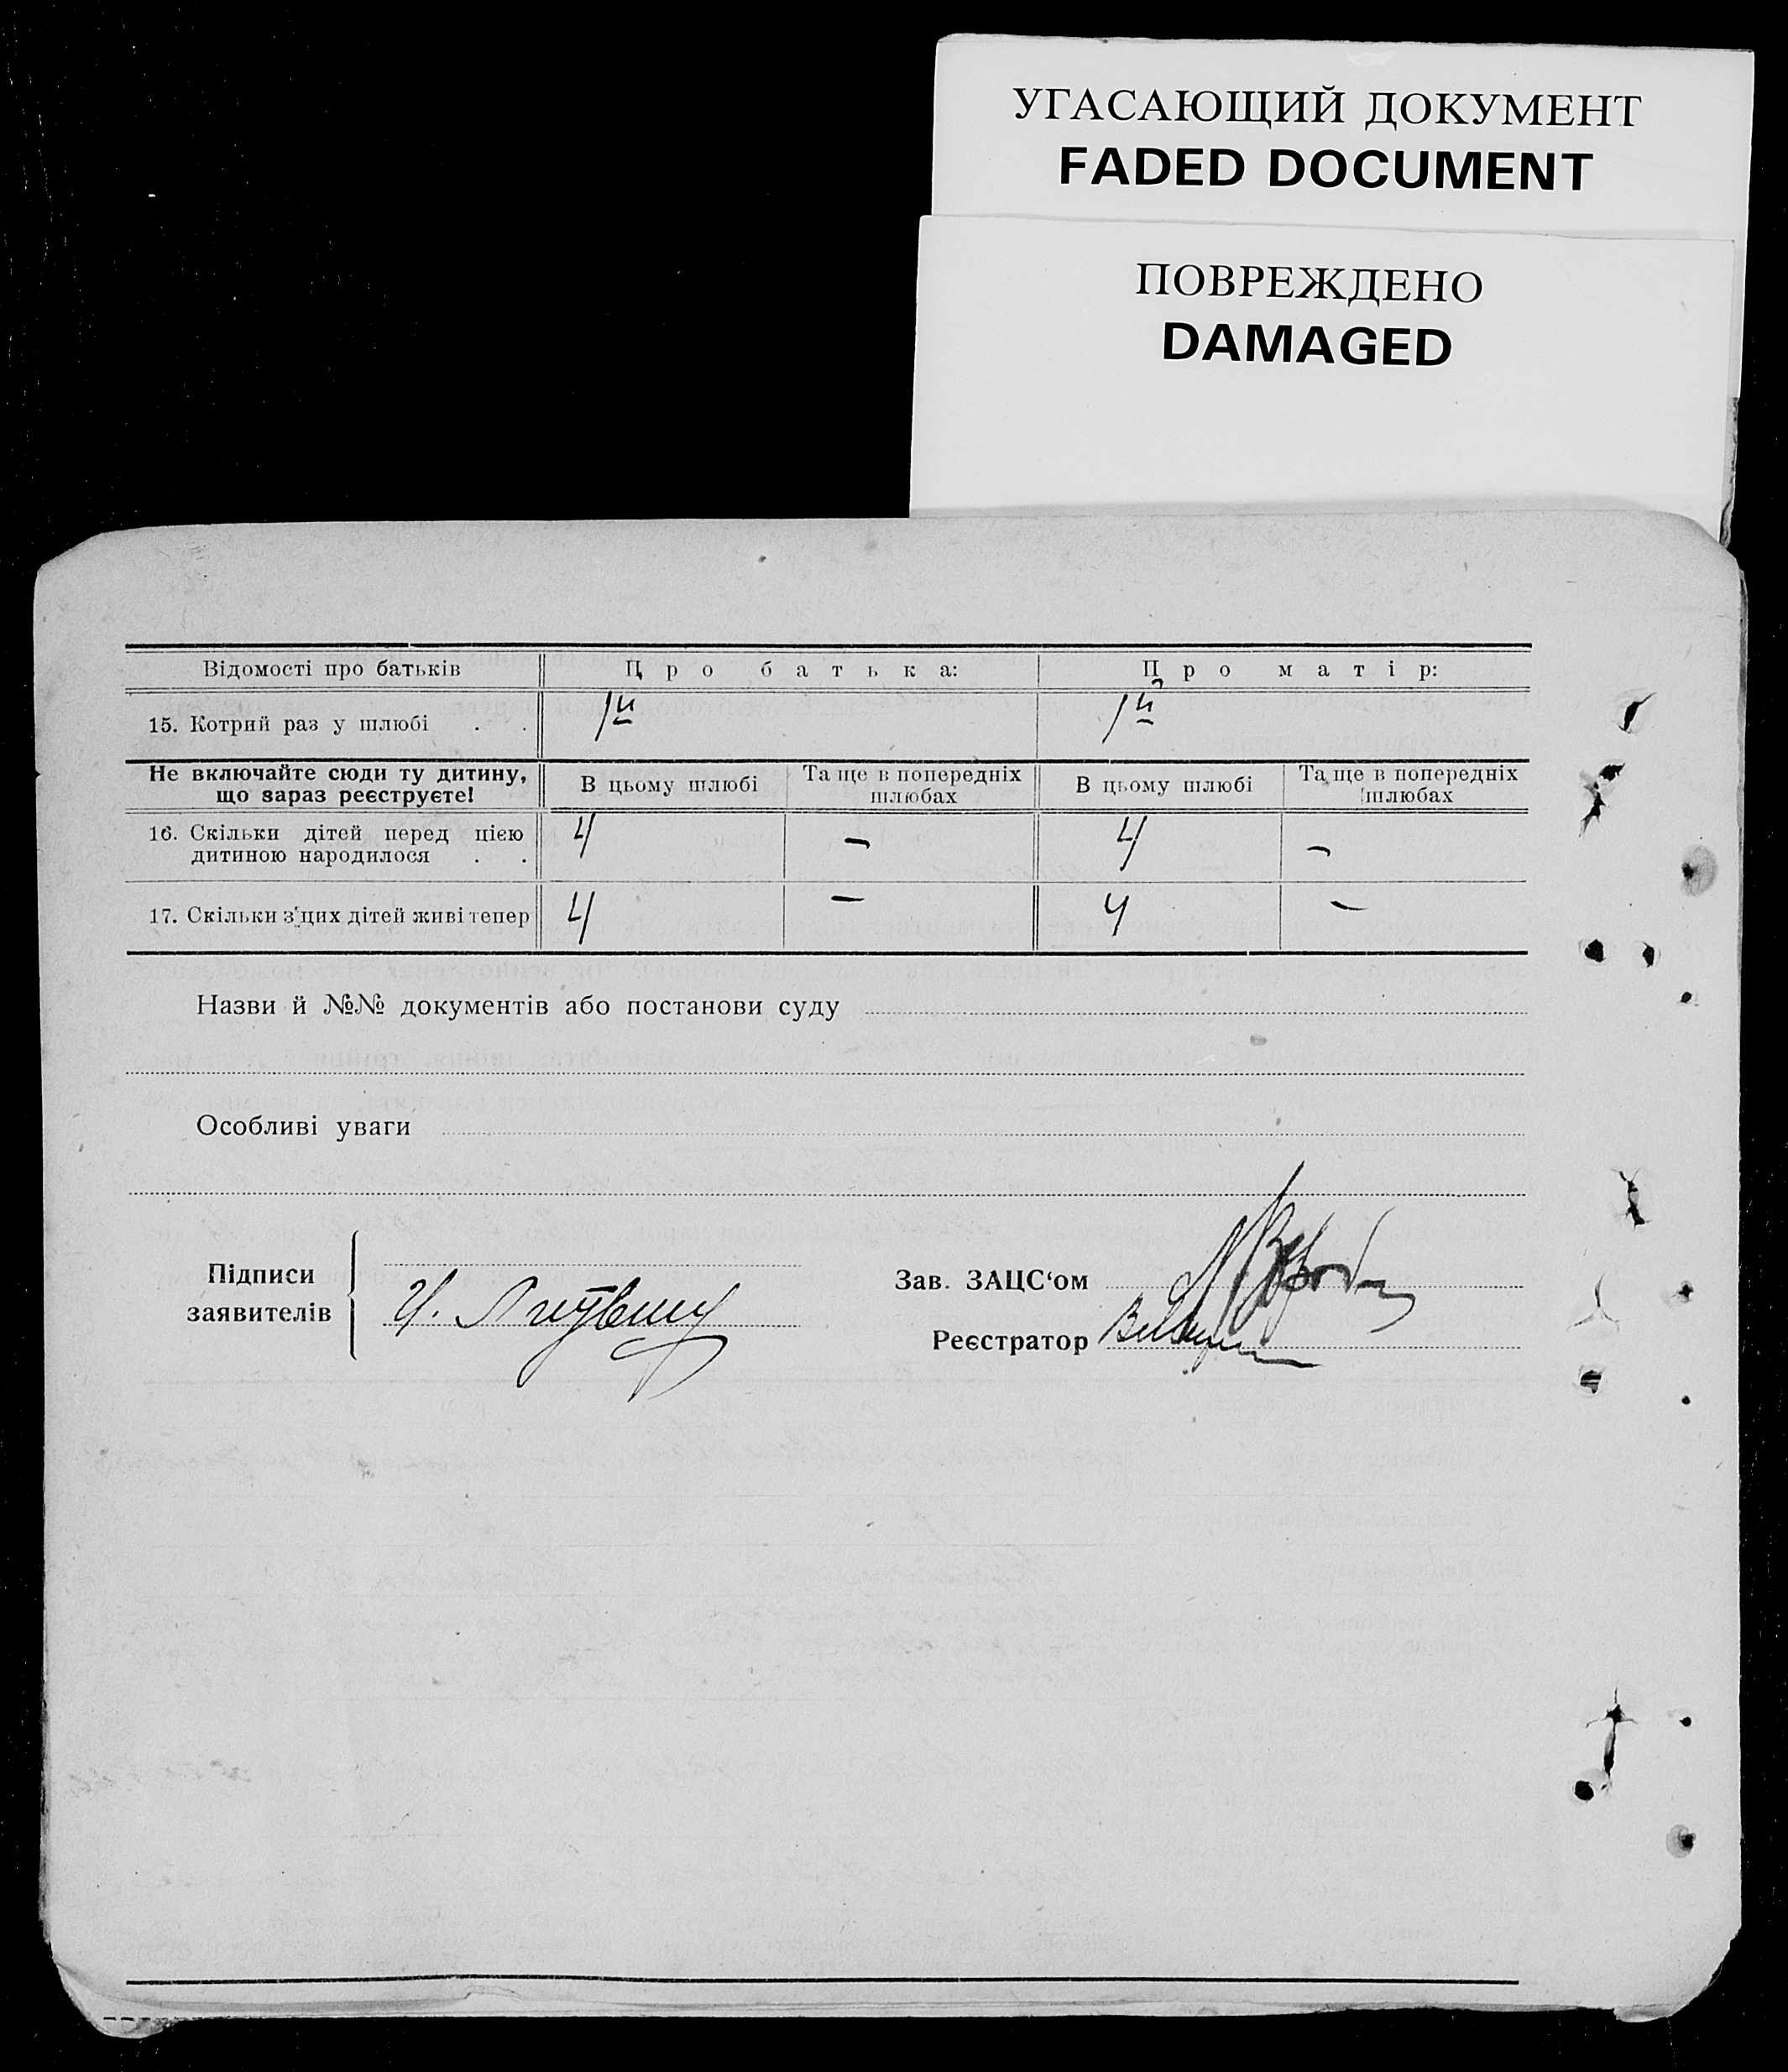 УГАСАЮЩИЙ ДОКУМЕНТ
FADED DOCUMENT
ПОВРЕЖДЕНО
DAMAGED
Відомості про батьків Про батька: Про матір:
15. Котрий раз у шлюбі . . 1й 1й
Не включайте сюди ту дитину, що зараз реєструєте! В цьому шлюбі Та ще в попередніх шлюбах В цьому шлюбі Та ще в попередніх шлюбах
16. Скільки дітей перед цією дитиною народилося . . 4 — 4 —
17. Скільки з'цих дітей живі тепер 4 — 4 —
Назви й №№ документів або постанови суду
Особливі уваги
Підписи заявителів
Зав. ЗАЦС‘ом
Реєстратор